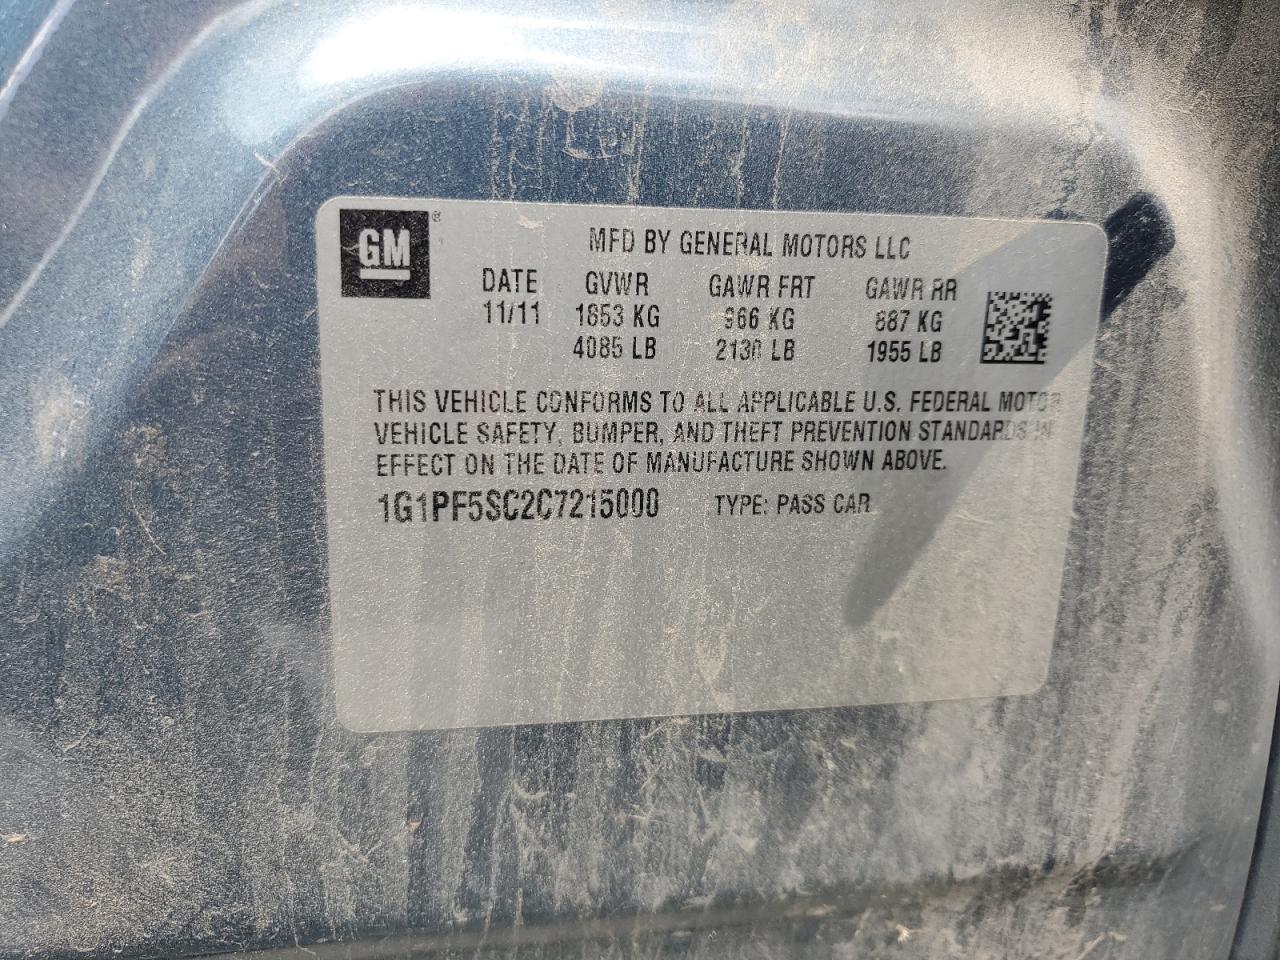 GM®
MFD BY GENERAL MOTORS LLC
DATE GVWR GAWR FRT GAWR RR
11/11 1853 KG 966 KG 887 KG
4085 LB 2130 LB 1955 LB
THIS VEHICLE CONFORMS TO ALL APPLICABLE U.S. FEDERAL MOTOR
VEHICLE SAFETY, BUMPER, AND THEFT PREVENTION STANDARDS IN
EFFECT ON THE DATE OF MANUFACTURE SHOWN ABOVE.
1G1PF5SC2C7215000 TYPE: PASS CAR